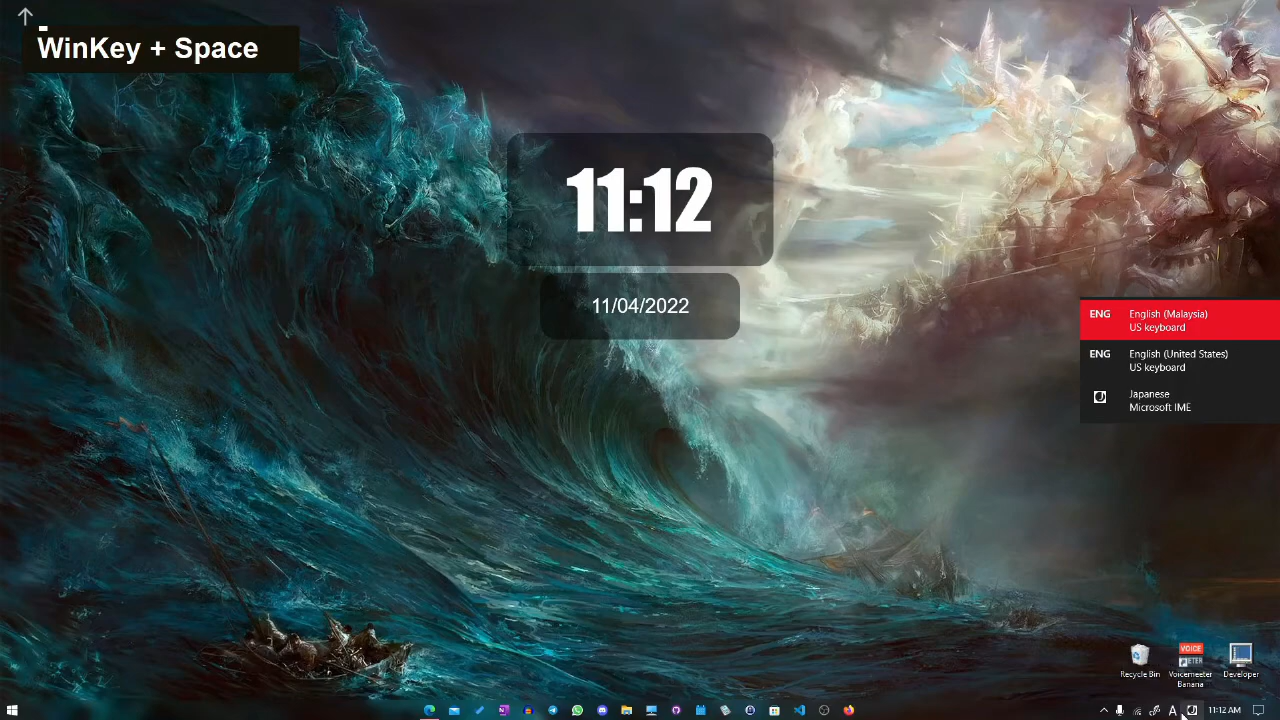 WinKey + Space
11:12
11/04/2022
ENG English (Malaysia)
US keyboard
ENG English (United States)
US keyboard
Japanese
Microsoft IME
VOICE
Recycle Bin
Voicemeeter
Banana
Developer
A
11:12 AM